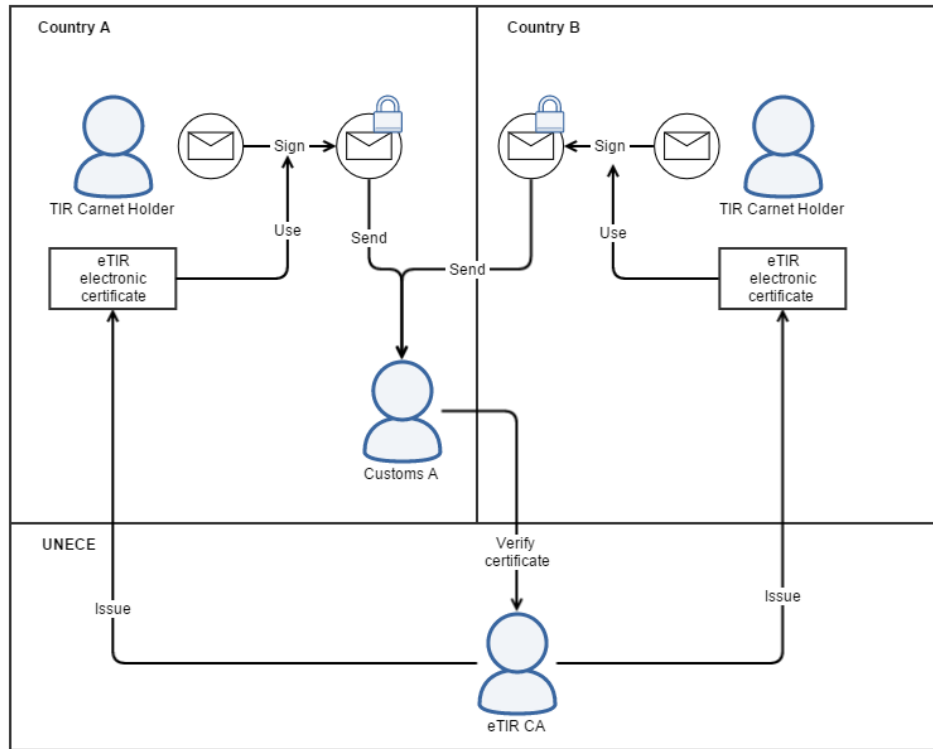 Country A
Country B
Sign
Sign
TIR Carnet Holder
TIR Carnet Holder
Use
Use
Send
Send
eTIR
electronic
certificate
eTIR
electronic
certificate
Customs A
UNECE
Verify
certificate
Issue
Issue
eTIR CA